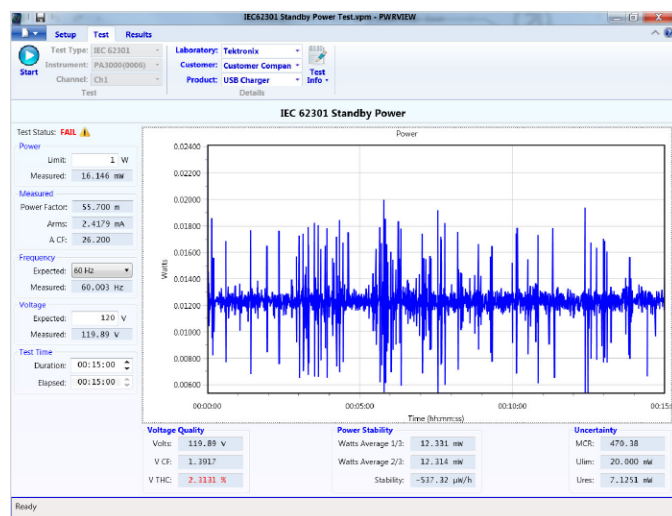 IEC62301 Standby Power Test.vpm - PWRVIEW
Setup Test Results
Start
Test Type: IEC 62301
Instrument: PA3000(0006)
Channel: Ch1
Test
Laboratory: Tektronix
Customer: Customer Compan
Product: USB Charger
Test Info
Details
IEC 62301 Standby Power
Test Status: FAIL
Power
Limit: 1 W
Measured: 16.146 mW
Measured
Power Factor: 55.700 m
Arms: 2.4179 mA
A CF: 26.200
Frequency
Expected: 60 Hz
Measured: 60.003 Hz
Voltage
Expected: 120 V
Measured: 119.89 V
Test Time
Duration: 00:15:00
Elapsed: 00:15:00
Power
Watts
0.02400
0.02200
0.02000
0.01800
0.01600
0.01400
0.01200
0.01000
0.00800
0.00600
00:00:00 00:05:00 00:10:00 00:15:
Time (hh:mm:ss)
Voltage Quality
Volts: 119.89 V
V CF: 1.3917
V THC: 2.3131 %
Power Stability
Watts Average 1/3: 12.331 mW
Watts Average 2/3: 12.314 mW
Stability: -537.32 µW/h
Uncertainty
MCR: 470.38
Ulim: 20.000 mW
Ures: 7.1251 mW
Ready